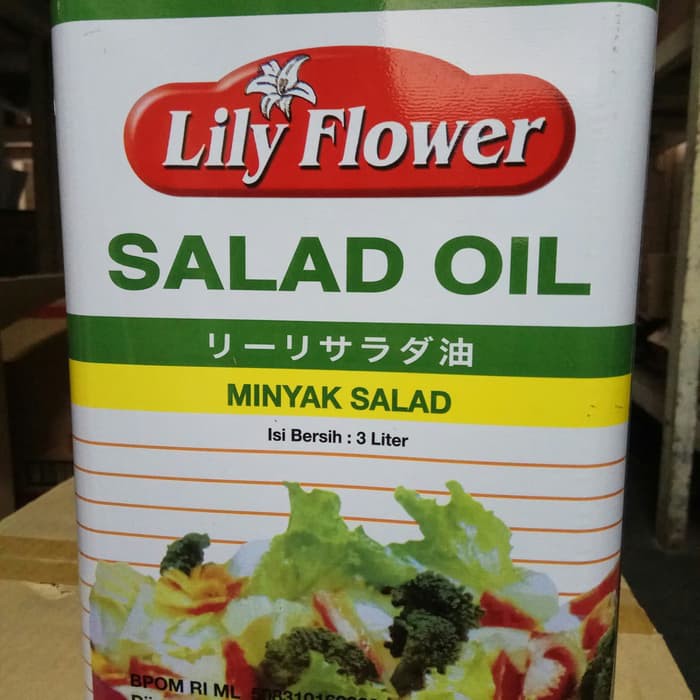 Lily Flower
SALAD OIL
リーリサラダ油
MINYAK SALAD
Isi Bersih : 3 Liter
BPOM RI ML